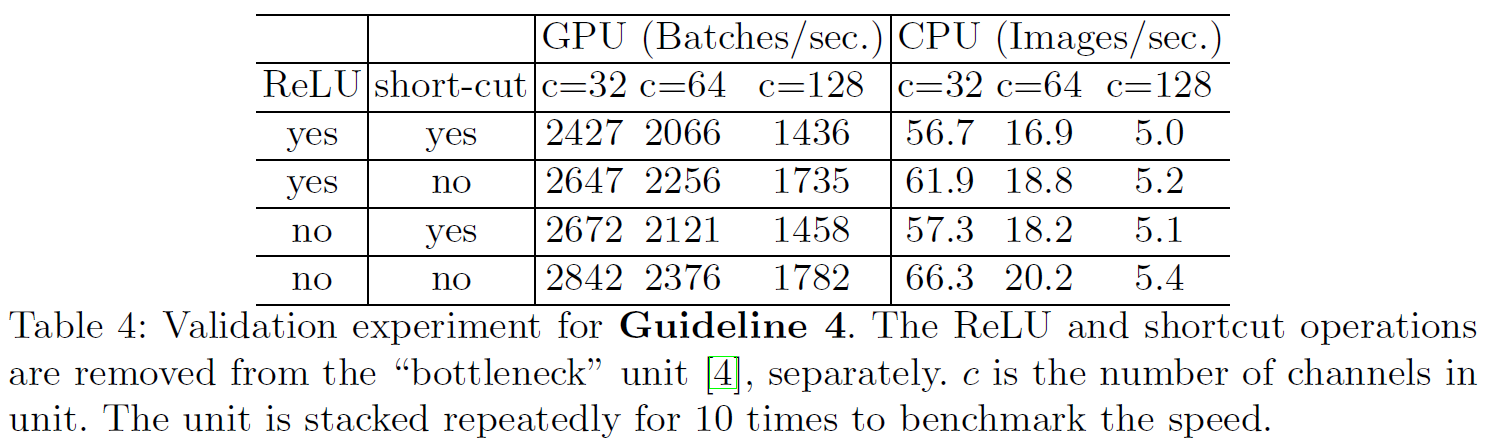 GPU (Batches/sec.) CPU (Images/sec.)
ReLU short-cut c=32 c=64 c=128 c=32 c=64 c=128
yes yes 2427 2066 1436 56.7 16.9 5.0
yes no 2647 2256 1735 61.9 18.8 5.2
no yes 2672 2121 1458 57.3 18.2 5.1
no no 2842 2376 1782 66.3 20.2 5.4
Table 4: Validation experiment for Guideline 4. The ReLU and shortcut operations
are removed from the “bottleneck” unit [4], separately. c is the number of channels in
unit. The unit is stacked repeatedly for 10 times to benchmark the speed.